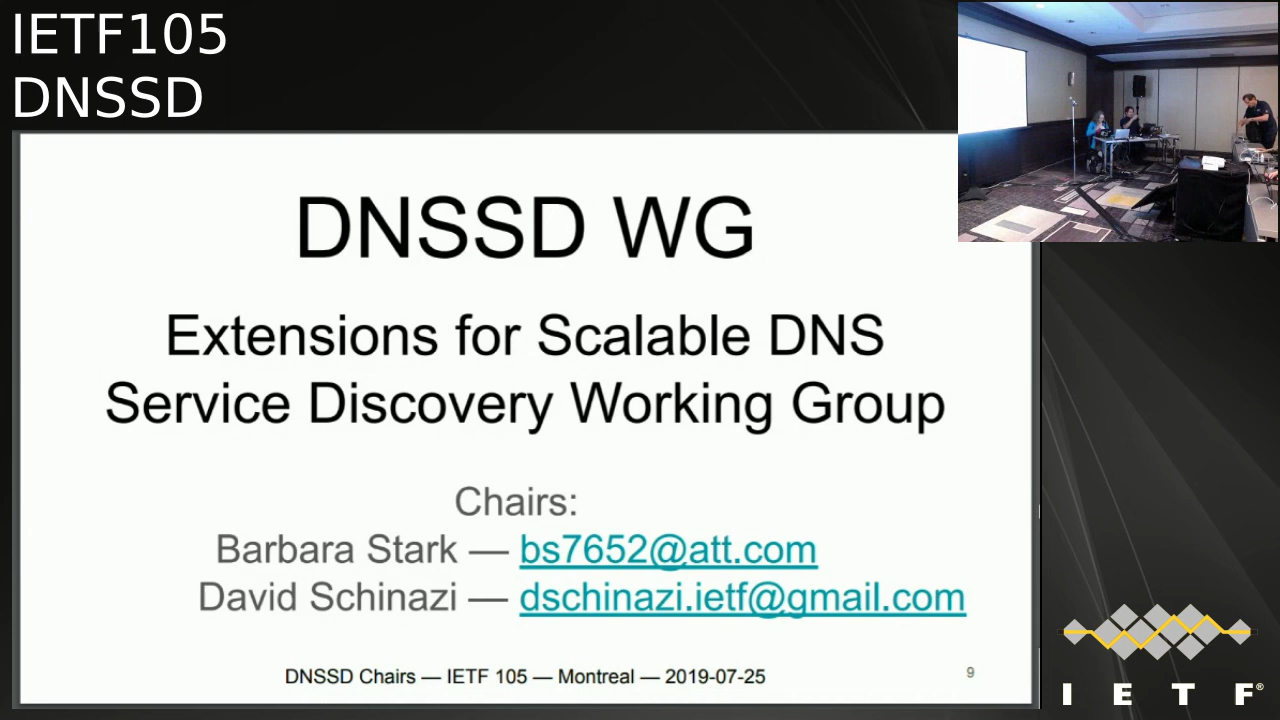 IETF105
DNSSD
DNSSD WG
Extensions for Scalable DNS
Service Discovery Working Group
Chairs:
Barbara Stark — bs7652@att.com
David Schinazi — dschinazi.ietf@gmail.com
DNSSD Chairs — IETF 105 — Montreal — 2019-07-25
9
I E T F®